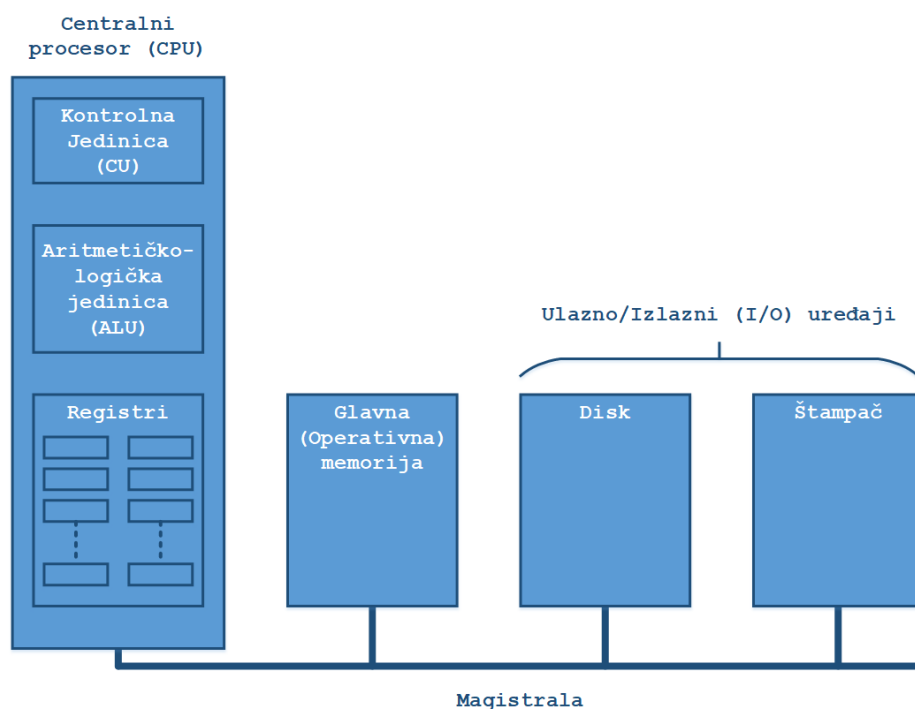 Centralni
procesor (CPU)
Kontrolna
Jedinica
(CU)
Aritmetičko-
logička
jedinica
(ALU)
Registri
Ulazno/Izlazni (I/O) uređaji
Glavna
(Operativna)
memorija
Disk
Štampač
Magistrala